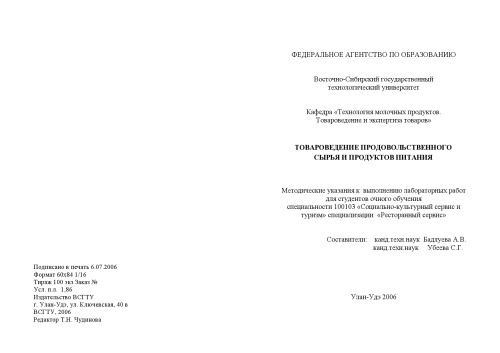 ФЕДЕРАЛЬНОЕ АГЕНТСТВО ПО ОБРАЗОВАНИЮ
Восточно-Сибирский государственный
технологический университет
Кафедра «Технология молочных продуктов.
Товароведение и экспертиза товаров»
ТОВАРОВЕДЕНИЕ ПРОДОВОЛЬСТВЕННОГО
СЫРЬЯ И ПРОДУКТОВ ПИТАНИЯ
Методические указания к выполнению лабораторных работ
для студентов очного обучения
специальности 100103 «Социально-культурный сервис и
туризм» специализации «Ресторанный сервис»
Составители: канд.техн.наук Бадлуева А.В.
канд.техн.наук Убеева С.Г.
Улан-Удэ 2006
Подписано в печать 6.07.2006
Формат 60х84 1/16
Тираж 100 экз Заказ №
Усл. п.л. 1,86
Издательство ВСГТУ
г. Улан-Удэ, ул. Ключевская, 40 в
ВСГТУ, 2006
Редактор Т.Н. Чудинова